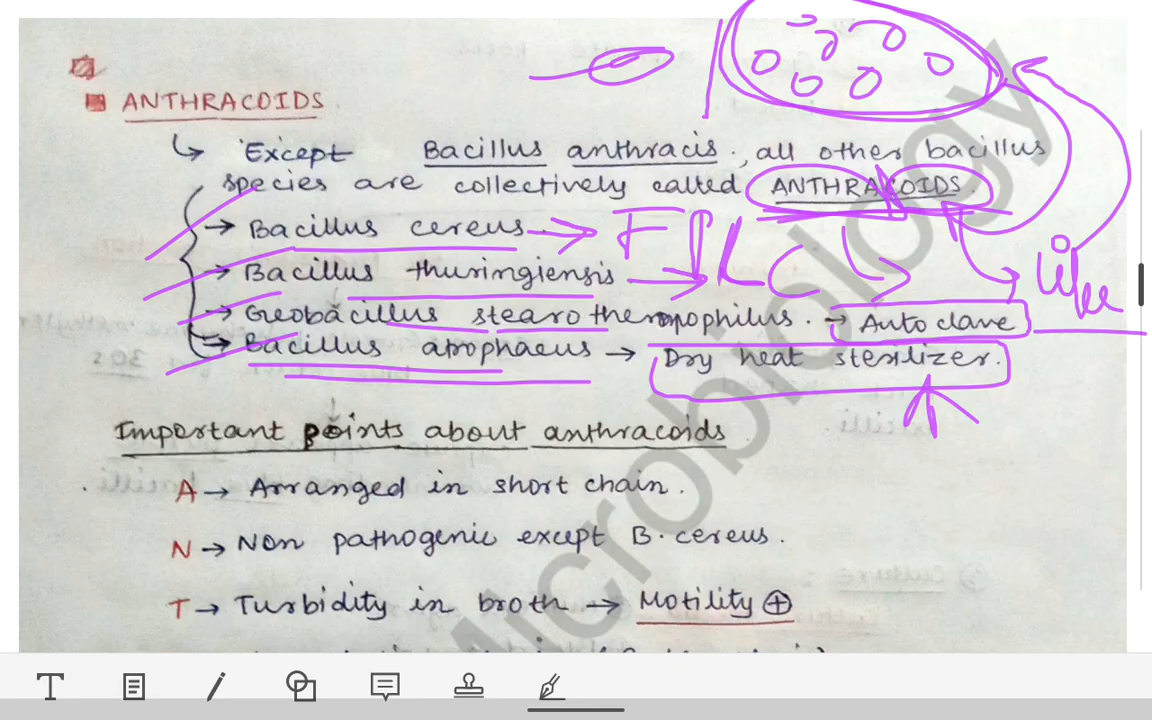 ANTHRACOIDS
↳ Except Bacillus anthracis, all other bacillus
species are collectively called ANTHRACOIDS.
→ Bacillus cereus →
→ Bacillus thuringiensis →
→ Geobacillus stearothermophilus. → Autoclave
→ Bacillus atrophaeus → Dry heat sterilizer.
like
Important points about anthracoids
A → Arranged in short chain.
N → Non pathogenic except B. cereus.
T → Turbidity in broth → Motility ⊕
Microbiology
T